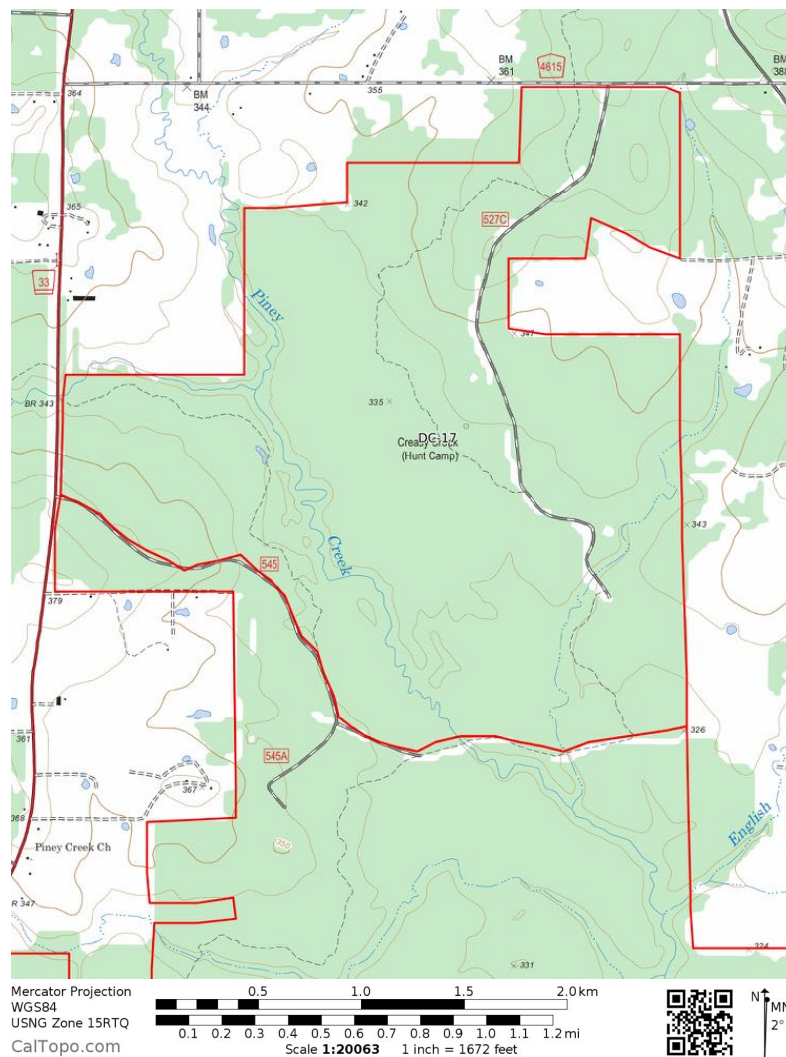 BM
361
4615
BM
388
364
BM
344
355
365
342
527C
33
Piney
347
BR 343
335
DC-17
Creasy Creek
(Hunt Camp)
343
Creek
545
379
326
361
545A
367
368
English
Piney Creek Ch
350
R 347
331
324
Mercator Projection
WGS84
USNG Zone 15RTQ
CalTopo.com
0.5 1.0 1.5 2.0 km
0.1 0.2 0.3 0.4 0.5 0.6 0.7 0.8 0.9 1.0 1.1 1.2 mi
Scale 1:20063 1 inch = 1672 feet
N
MN
2°